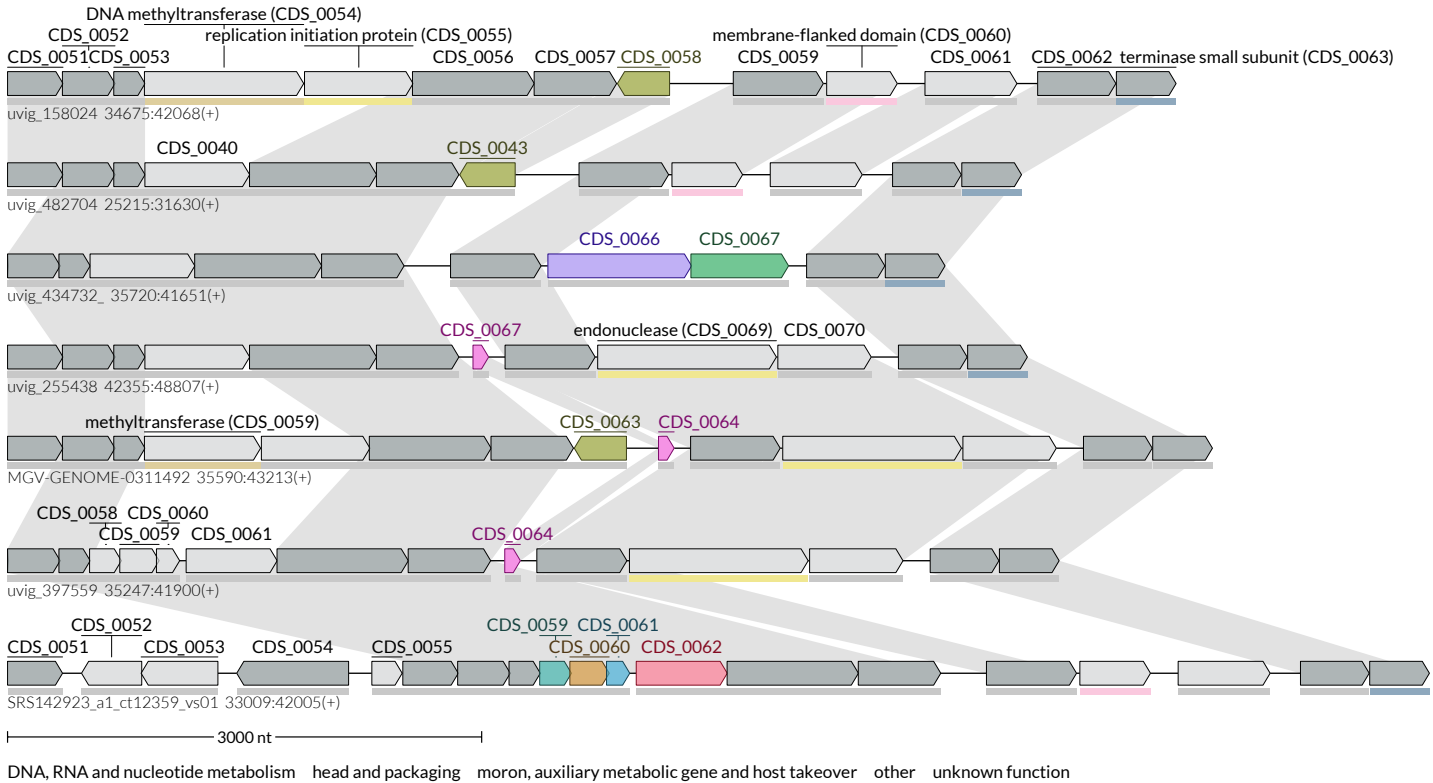 DNA methyltransferase (CDS_0054)
CDS_0052 replication initiation protein (CDS_0055) membrane-flanked domain (CDS_0060)
CDS_0051 CDS_0053 CDS_0056 CDS_0057 CDS_0058 CDS_0059 CDS_0061 CDS_0062 terminase small subunit (CDS_0063)
uvig_158024 34675:42068(+)
CDS_0040 CDS_0043
uvig_482704 25215:31630(+)
CDS_0066 CDS_0067
uvig_434732_ 35720:41651(+)
CDS_0067 endonuclease (CDS_0069) CDS_0070
uvig_255438 42355:48807(+)
methyltransferase (CDS_0059) CDS_0063 CDS_0064
MGV-GENOME-0311492 35590:43213(+)
CDS_0058 CDS_0060
CDS_0059 CDS_0061 CDS_0064
uvig_397559 35247:41900(+)
CDS_0052 CDS_0059 CDS_0061
CDS_0051 CDS_0053 CDS_0054 CDS_0055 CDS_0060 CDS_0062
SRS142923_a1_ct12359_vs01 33009:42005(+)
3000 nt
DNA, RNA and nucleotide metabolism head and packaging moron, auxiliary metabolic gene and host takeover other unknown function